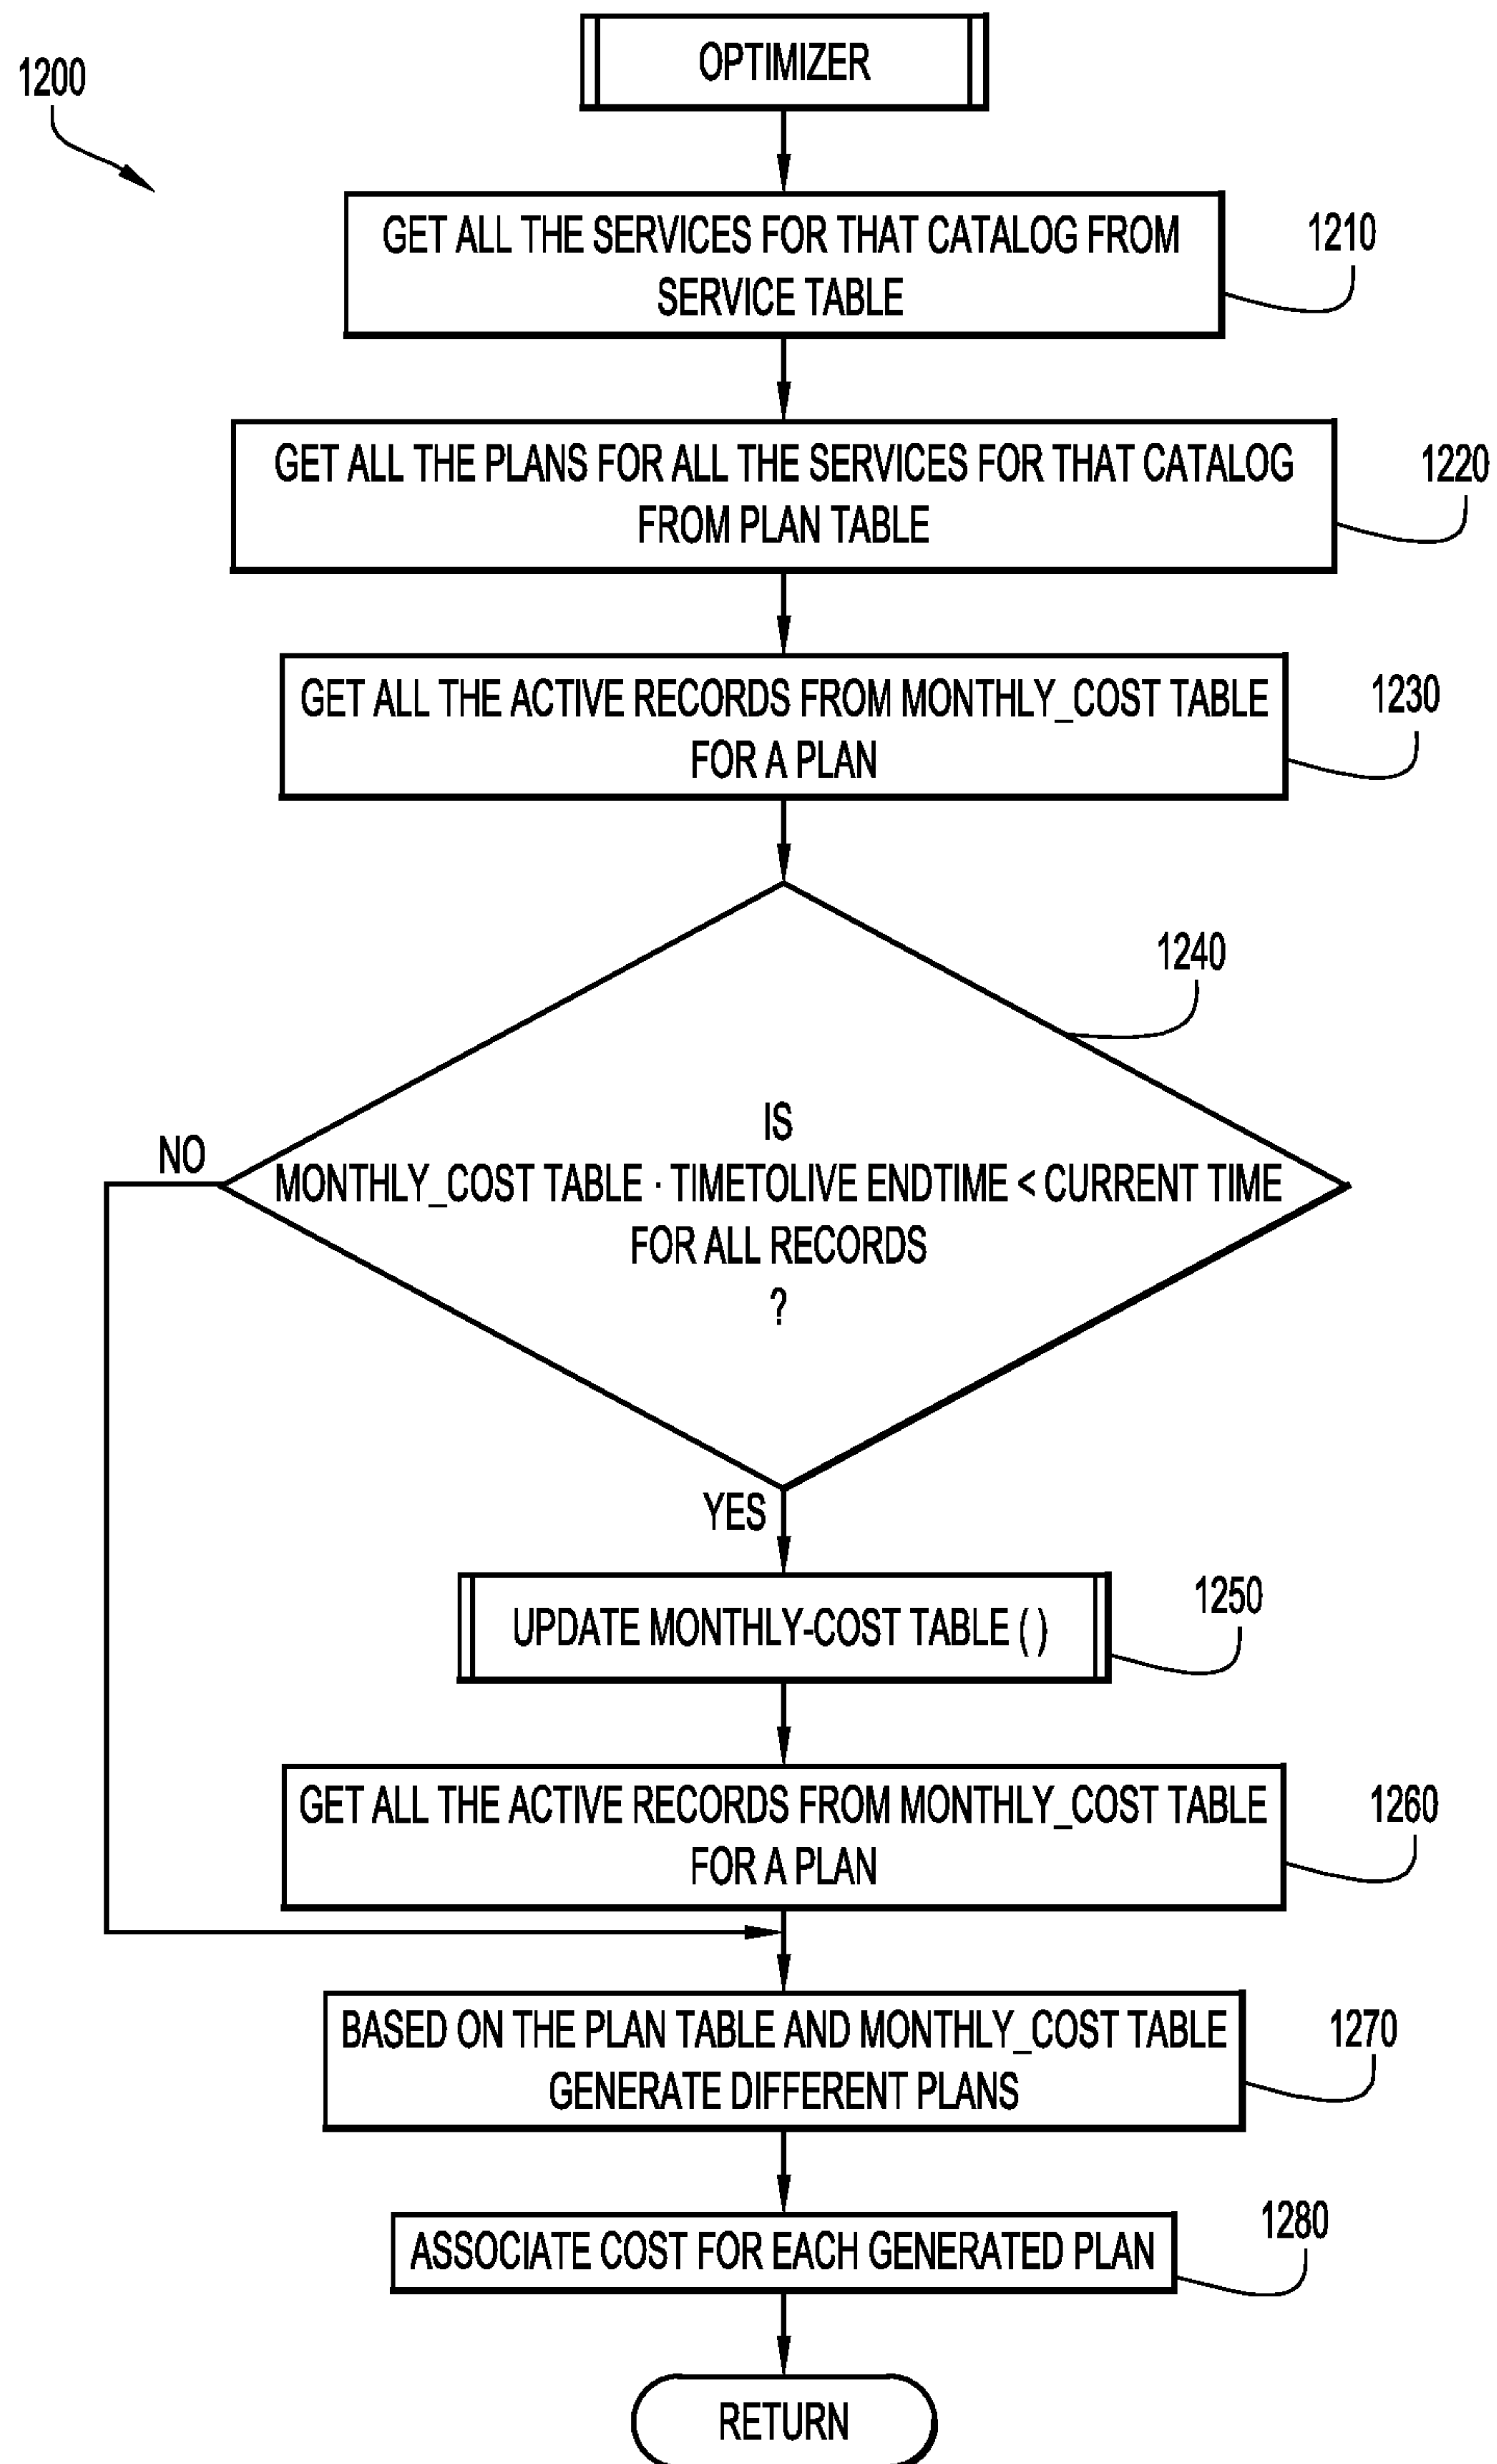 OPTIMIZER
1200
GET ALL THE SERVICES FOR THAT CATALOG FROM
SERVICE TABLE
1210
GET ALL THE PLANS FOR ALL THE SERVICES FOR THAT CATALOG
FROM PLAN TABLE
1220
GET ALL THE ACTIVE RECORDS FROM MONTHLY_COST TABLE
FOR A PLAN
1230
1240
IS
MONTHLY_COST TABLE · TIMETOLIVE ENDTIME < CURRENT TIME
FOR ALL RECORDS
?
NO
YES
UPDATE MONTHLY-COST TABLE ( )
1250
GET ALL THE ACTIVE RECORDS FROM MONTHLY_COST TABLE
FOR A PLAN
1260
BASED ON THE PLAN TABLE AND MONTHLY_COST TABLE
GENERATE DIFFERENT PLANS
1270
ASSOCIATE COST FOR EACH GENERATED PLAN
1280
RETURN